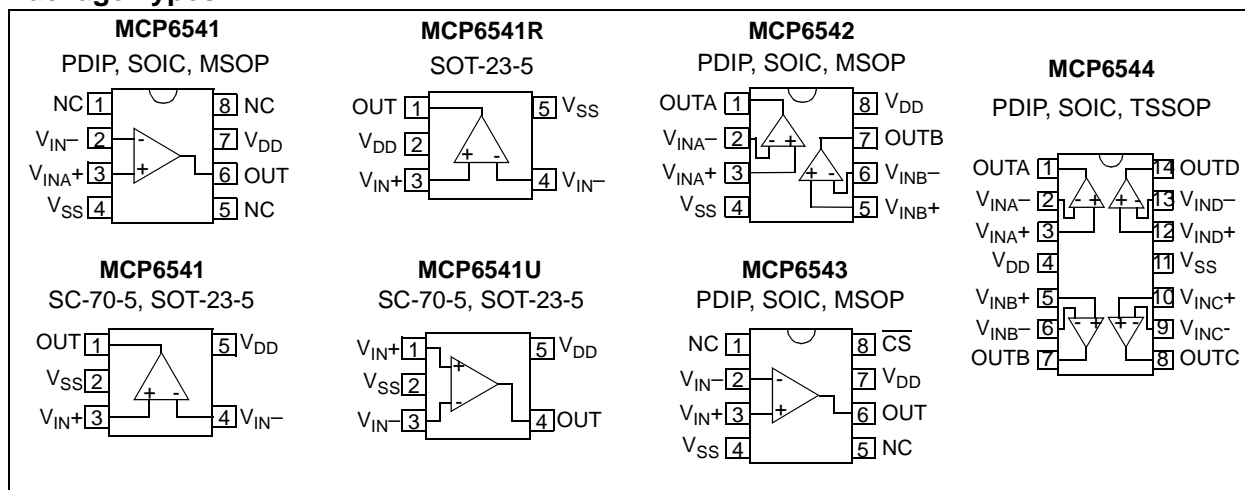 Package Types
MCP6541
PDIP, SOIC, MSOP
NC 1
8 NC
VIN– 2
7 VDD
VINA+ 3
6 OUT
VSS 4
5 NC
- +
MCP6541R
SOT-23-5
OUT 1
5 VSS
VDD 2
VIN+ 3
4 VIN–
+ -
MCP6542
PDIP, SOIC, MSOP
OUTA 1
8 VDD
VINA– 2
7 OUTB
VINA+ 3
6 VINB–
VSS 4
5 VINB+
- +
+ -
MCP6544
PDIP, SOIC, TSSOP
OUTA 1
14 OUTD
VINA– 2
13 VIND–
VINA+ 3
12 VIND+
VDD 4
11 VSS
VINB+ 5
10 VINC+
VINB– 6
9 VINC-
OUTB 7
8 OUTC
- + + -
- + + -
MCP6541
SC-70-5, SOT-23-5
OUT 1
5 VDD
VSS 2
VIN+ 3
4 VIN–
+ -
MCP6541U
SC-70-5, SOT-23-5
VIN+ 1
5 VDD
VSS 2
VIN– 3
4 OUT
+ -
MCP6543
PDIP, SOIC, MSOP
NC 1
8 CS
VIN– 2
7 VDD
VIN+ 3
6 OUT
VSS 4
5 NC
- +